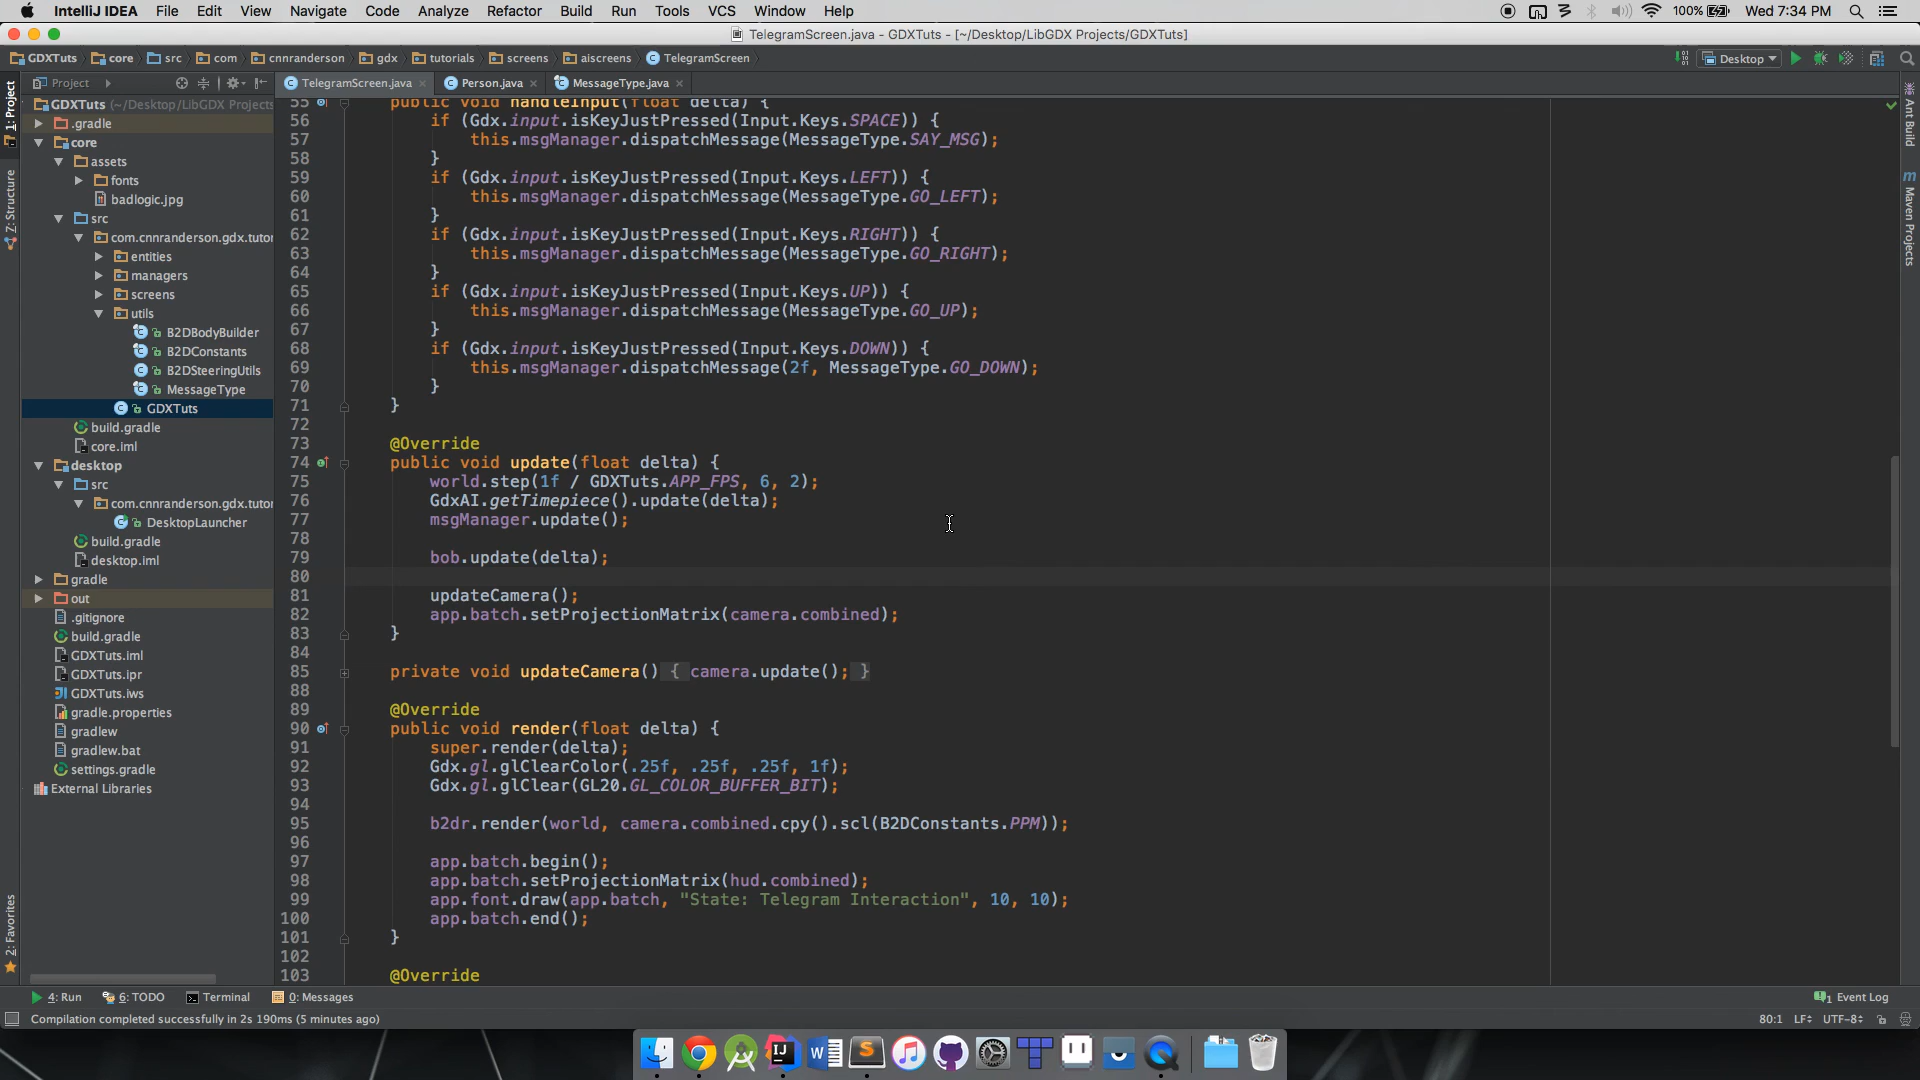 IntelliJ IDEA File Edit View Navigate Code Analyze Refactor Build Run Tools VCS Window Help 100% Wed 7:34 PM
TelegramScreen.java - GDXTuts - [~/Desktop/LibGDX Projects/GDXTuts]
GDXTuts core src com cnnranderson gdx tutorials screens aiscreens TelegramScreen Desktop
Project TelegramScreen.java Person.java MessageType.java
1: Project
Z: Structure
2: Favorites
Ant Build
Maven Projects
GDXTuts (~/Desktop/LibGDX Projects
.gradle
core
assets
fonts
badlogic.jpg
src
com.cnnranderson.gdx.tutor
entities
managers
screens
utils
B2DBodyBuilder
B2DConstants
B2DSteeringUtils
MessageType
GDXTuts
build.gradle
core.iml
desktop
src
com.cnnranderson.gdx.tutor
DesktopLauncher
build.gradle
desktop.iml
gradle
out
.gitignore
build.gradle
GDXTuts.iml
GDXTuts.ipr
GDXTuts.iws
gradle.properties
gradlew
gradlew.bat
settings.gradle
External Libraries
55 public void handleInput(float delta) {
56 if (Gdx.input.isKeyJustPressed(Input.Keys.SPACE)) {
57 this.msgManager.dispatchMessage(MessageType.SAY_MSG);
58 }
59 if (Gdx.input.isKeyJustPressed(Input.Keys.LEFT)) {
60 this.msgManager.dispatchMessage(MessageType.GO_LEFT);
61 }
62 if (Gdx.input.isKeyJustPressed(Input.Keys.RIGHT)) {
63 this.msgManager.dispatchMessage(MessageType.GO_RIGHT);
64 }
65 if (Gdx.input.isKeyJustPressed(Input.Keys.UP)) {
66 this.msgManager.dispatchMessage(MessageType.GO_UP);
67 }
68 if (Gdx.input.isKeyJustPressed(Input.Keys.DOWN)) {
69 this.msgManager.dispatchMessage(2f, MessageType.GO_DOWN);
70 }
71 }
72
73 @Override
74 public void update(float delta) {
75 world.step(1f / GDXTuts.APP_FPS, 6, 2);
76 GdxAI.getTimepiece().update(delta);
77 msgManager.update();
78
79 bob.update(delta);
80
81 updateCamera();
82 app.batch.setProjectionMatrix(camera.combined);
83 }
84
85 private void updateCamera() { camera.update(); }
88
89 @Override
90 public void render(float delta) {
91 super.render(delta);
92 Gdx.gl.glClearColor(.25f, .25f, .25f, 1f);
93 Gdx.gl.glClear(GL20.GL_COLOR_BUFFER_BIT);
94
95 b2dr.render(world, camera.combined.cpy().scl(B2DConstants.PPM));
96
97 app.batch.begin();
98 app.batch.setProjectionMatrix(hud.combined);
99 app.font.draw(app.batch, "State: Telegram Interaction", 10, 10);
100 app.batch.end();
101 }
102
103 @Override
4: Run 6: TODO Terminal 0: Messages 1 Event Log
Compilation completed successfully in 2s 190ms (5 minutes ago) 80:1 LF UTF-8